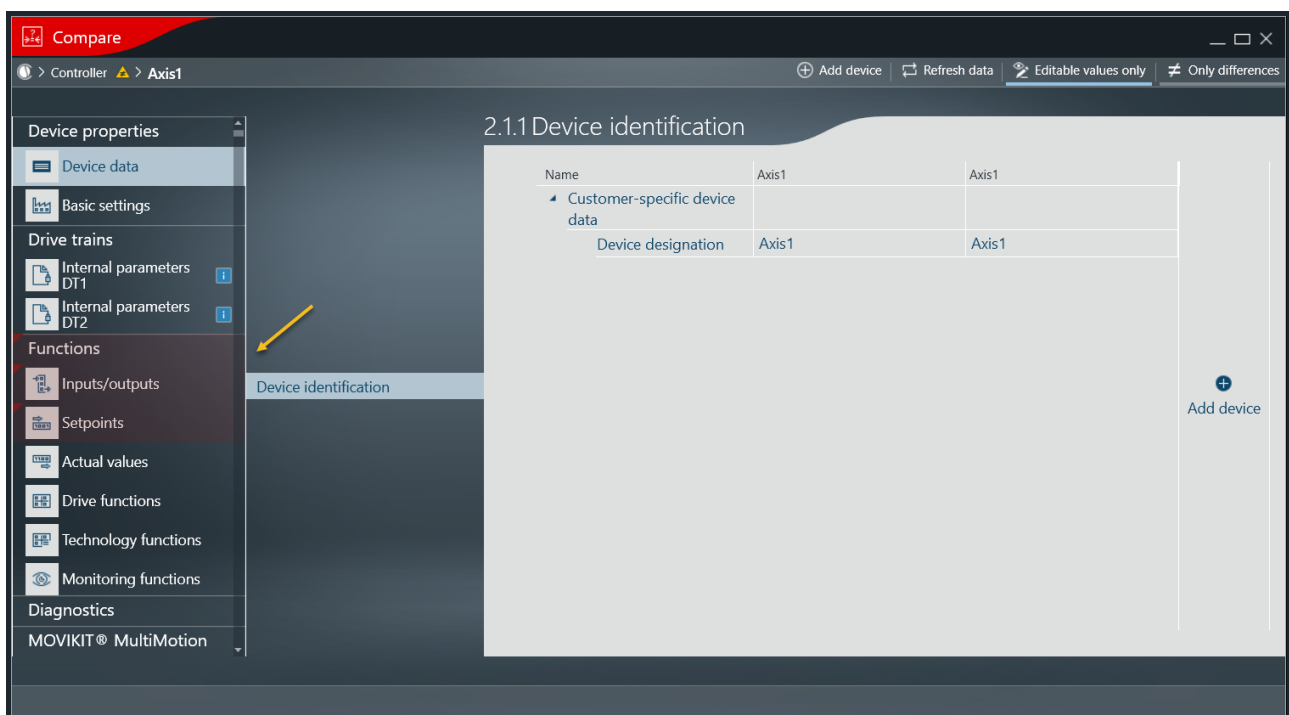 Compare
Controller > Axis1
Add device
Refresh data
Editable values only
≠ Only differences
Device properties
Device data
Basic settings
Drive trains
Internal parameters
DT1
Internal parameters
DT2
Functions
Inputs/outputs
Setpoints
Actual values
Drive functions
Technology functions
Monitoring functions
Diagnostics
MOVIKIT® MultiMotion
Device identification
2.1.1 Device identification
Name Axis1 Axis1
Customer-specific device
data
Device designation Axis1 Axis1
Add device